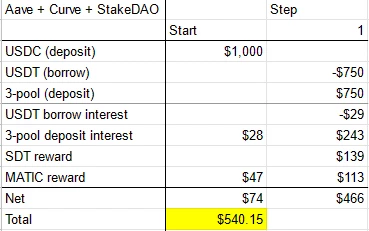 Aave + Curve + StakeDAO Step
Start 1
USDC (deposit) $1,000
USDT (borrow) -$750
3-pool (deposit) $750
USDT borrow interest -$29
3-pool deposit interest $28 $243
SDT reward $139
MATIC reward $47 $113
Net $74 $466
Total $540.15